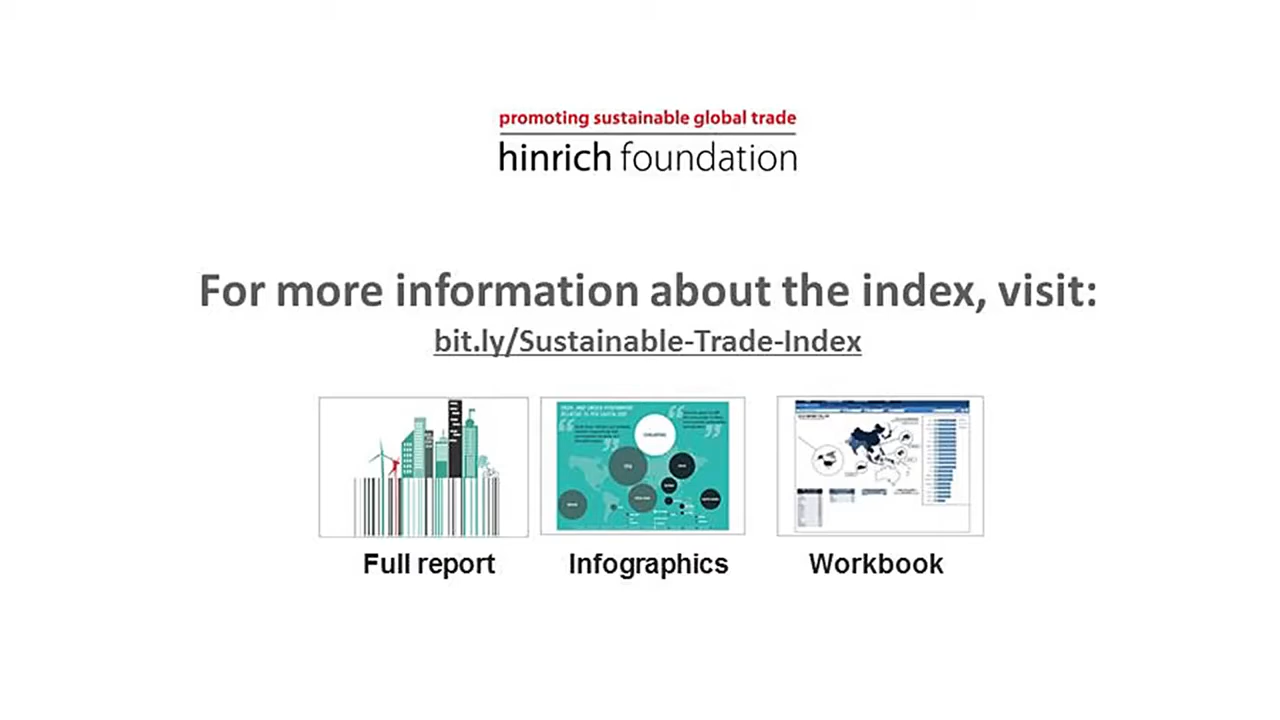 promoting sustainable global trade
hinrich foundation
For more information about the index, visit:
bit.ly/Sustainable-Trade-Index
Full report
Infographics
Workbook